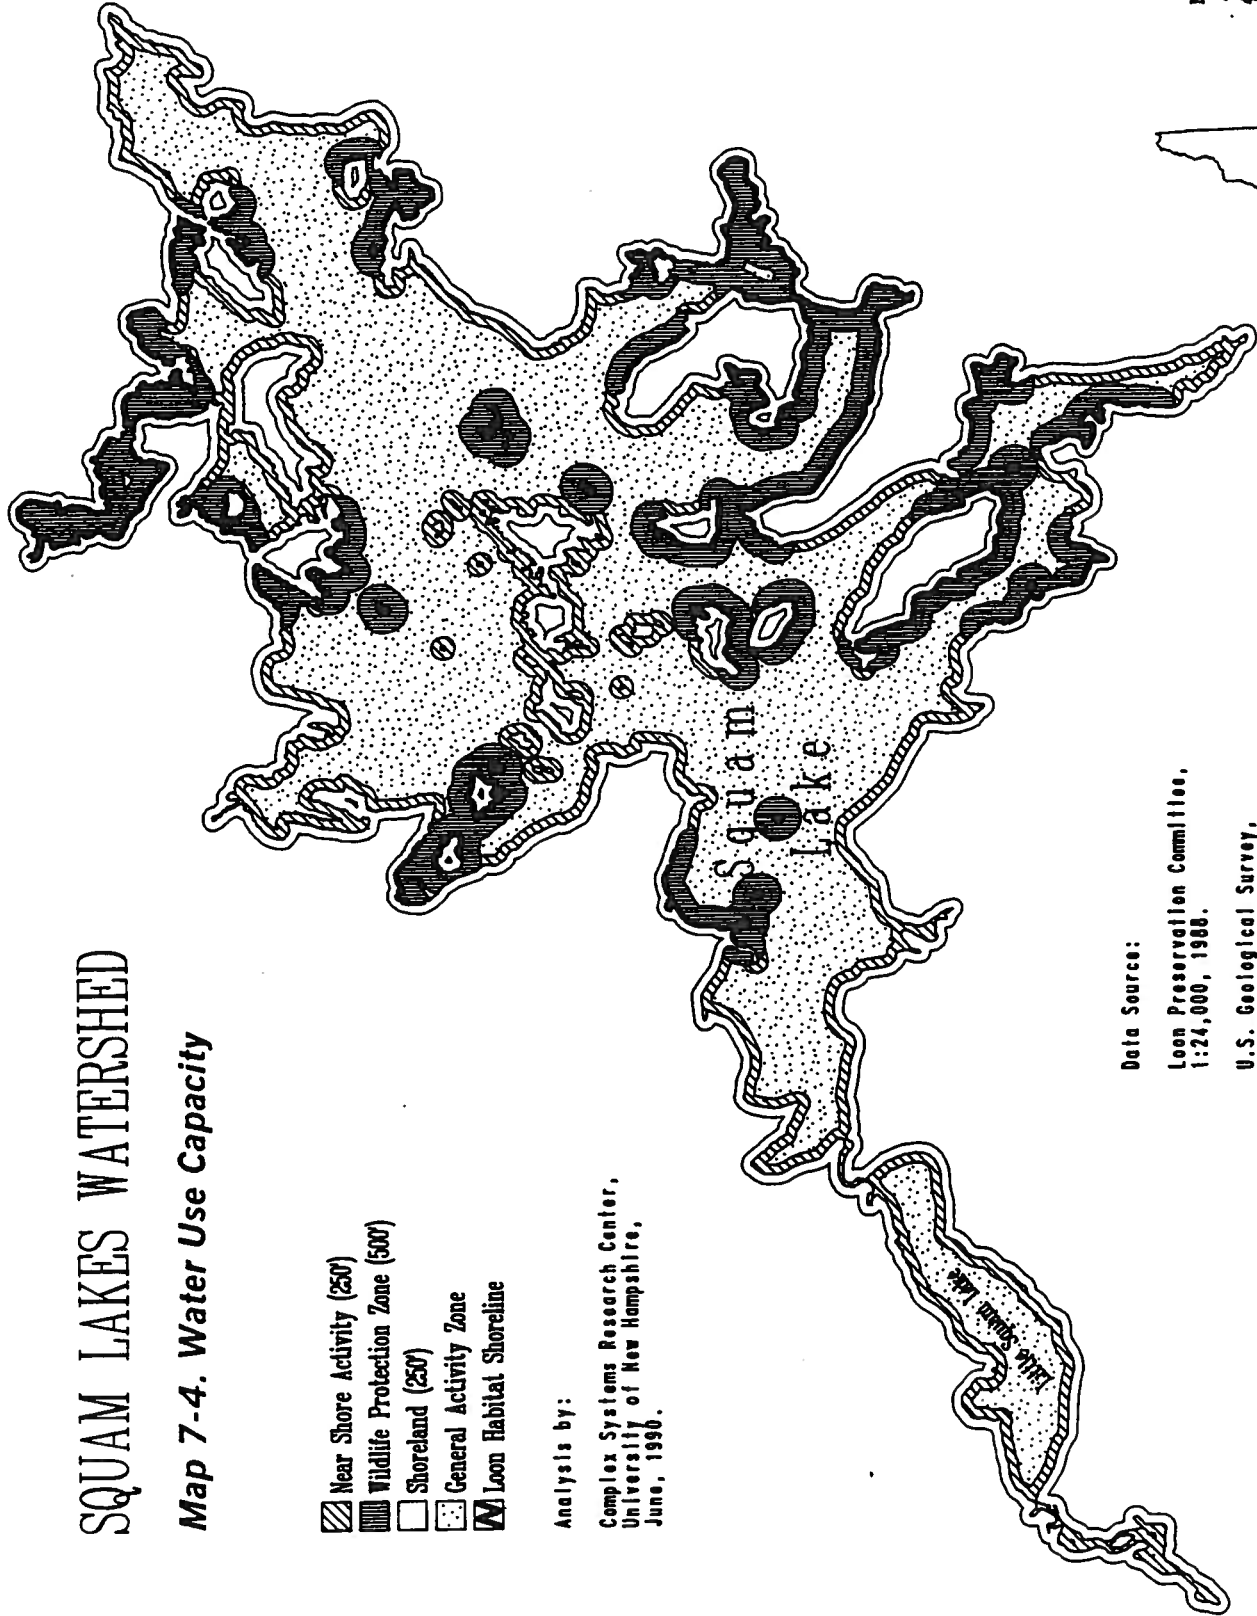 SQUAM LAKES WATERSHED
Map 7-4. Water Use Capacity
Near Shore Activity (250')
Wildlife Protection Zone (500')
Shoreland (250')
General Activity Zone
Loon Habitat Shoreline
Analysis by:
Complex Systems Research Center,
University of New Hampshire,
June, 1990.
Squam
Lake
Little Squam Lake
Data Source:
Loon Preservation Committee,
1:24,000, 1988.
U.S. Geological Survey,